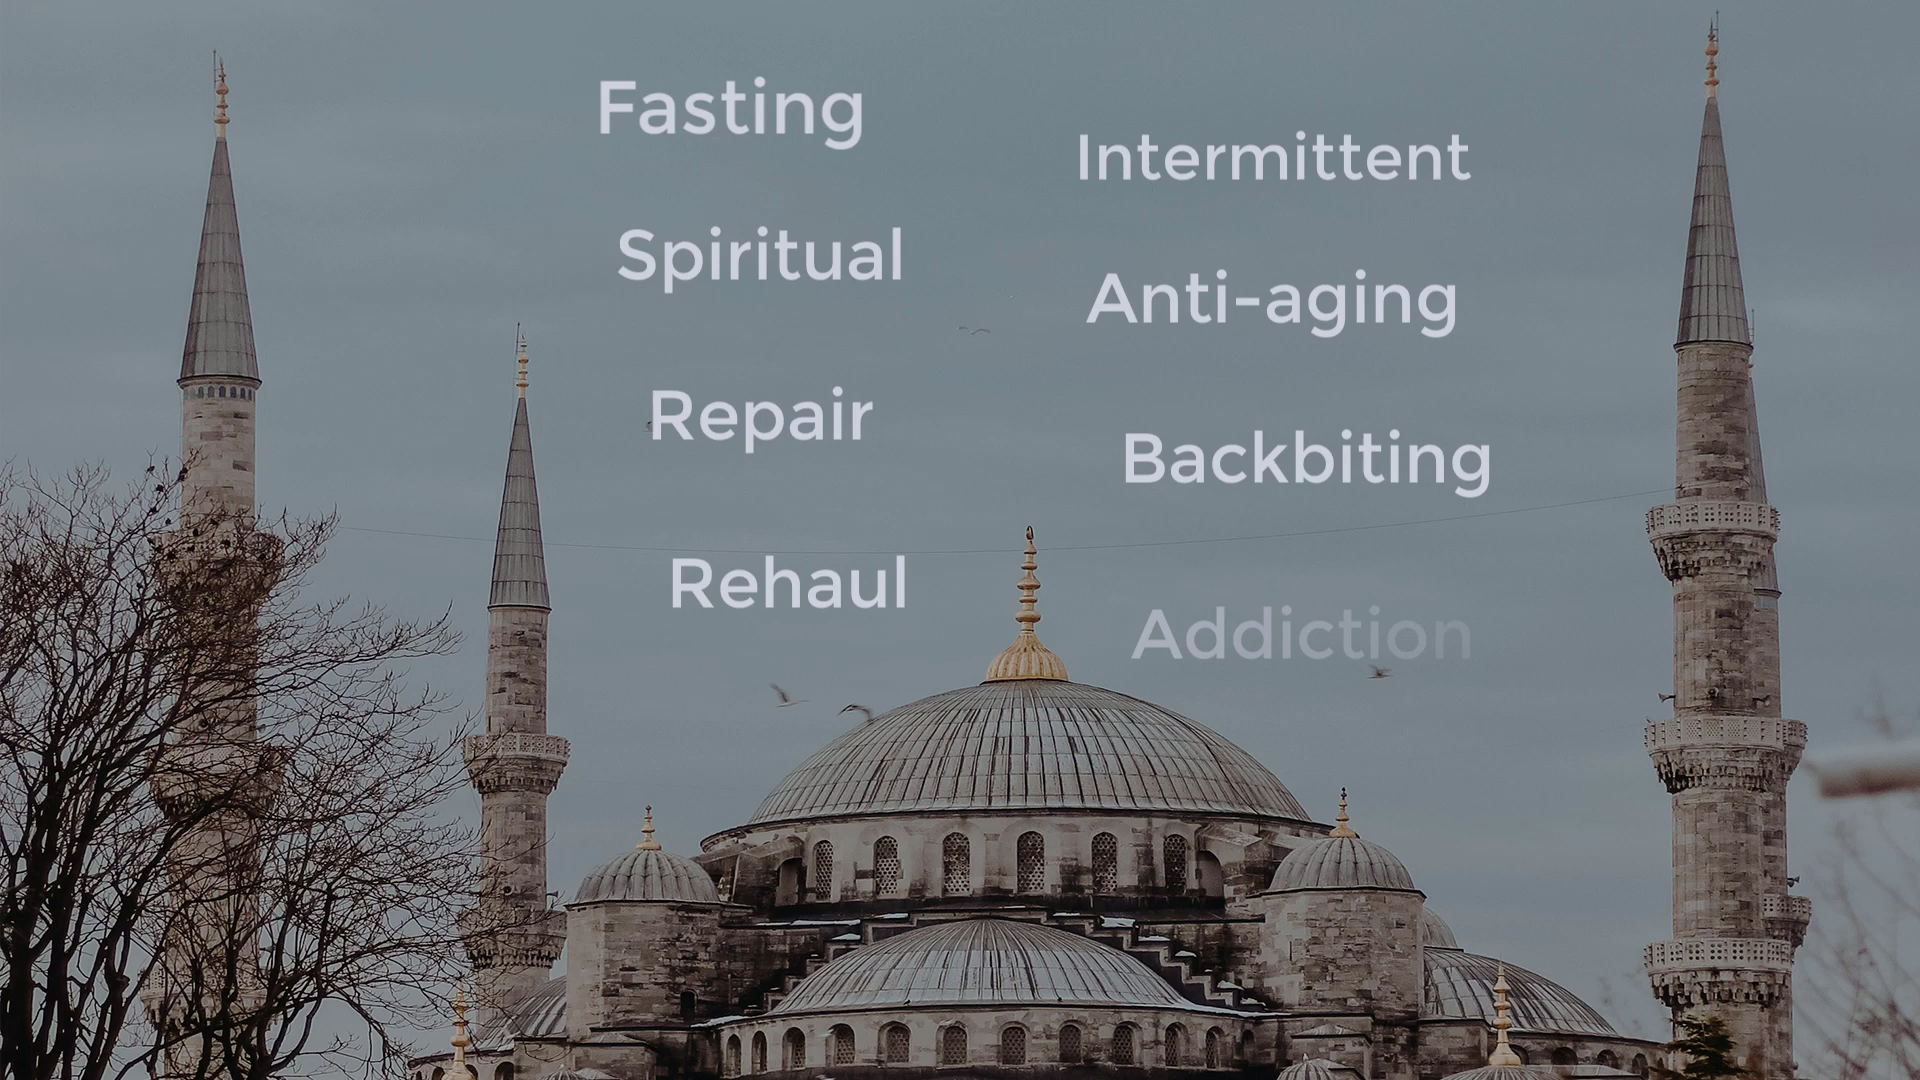 Fasting
Intermittent
Spiritual
Anti-aging
Repair
Backbiting
Rehaul
Addiction